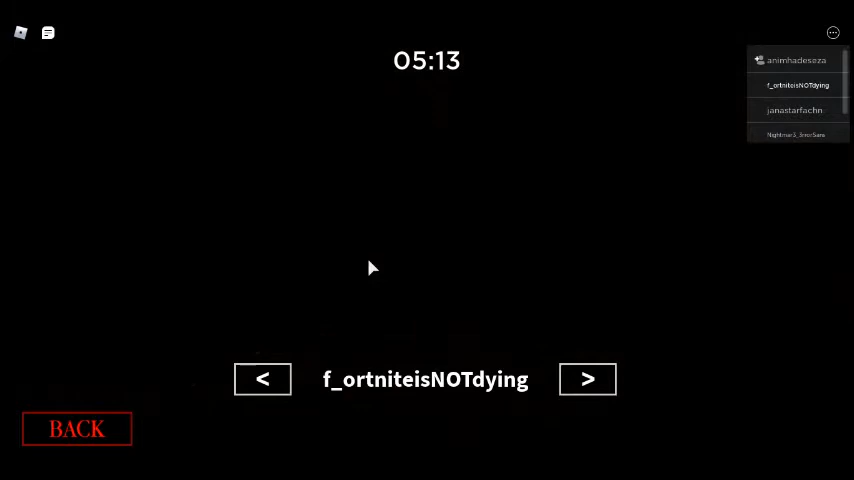 05:13
animhadeseza
f_ortniteisNOTdying
janastarfachn
< f_ortniteisNOTdying >
BACK